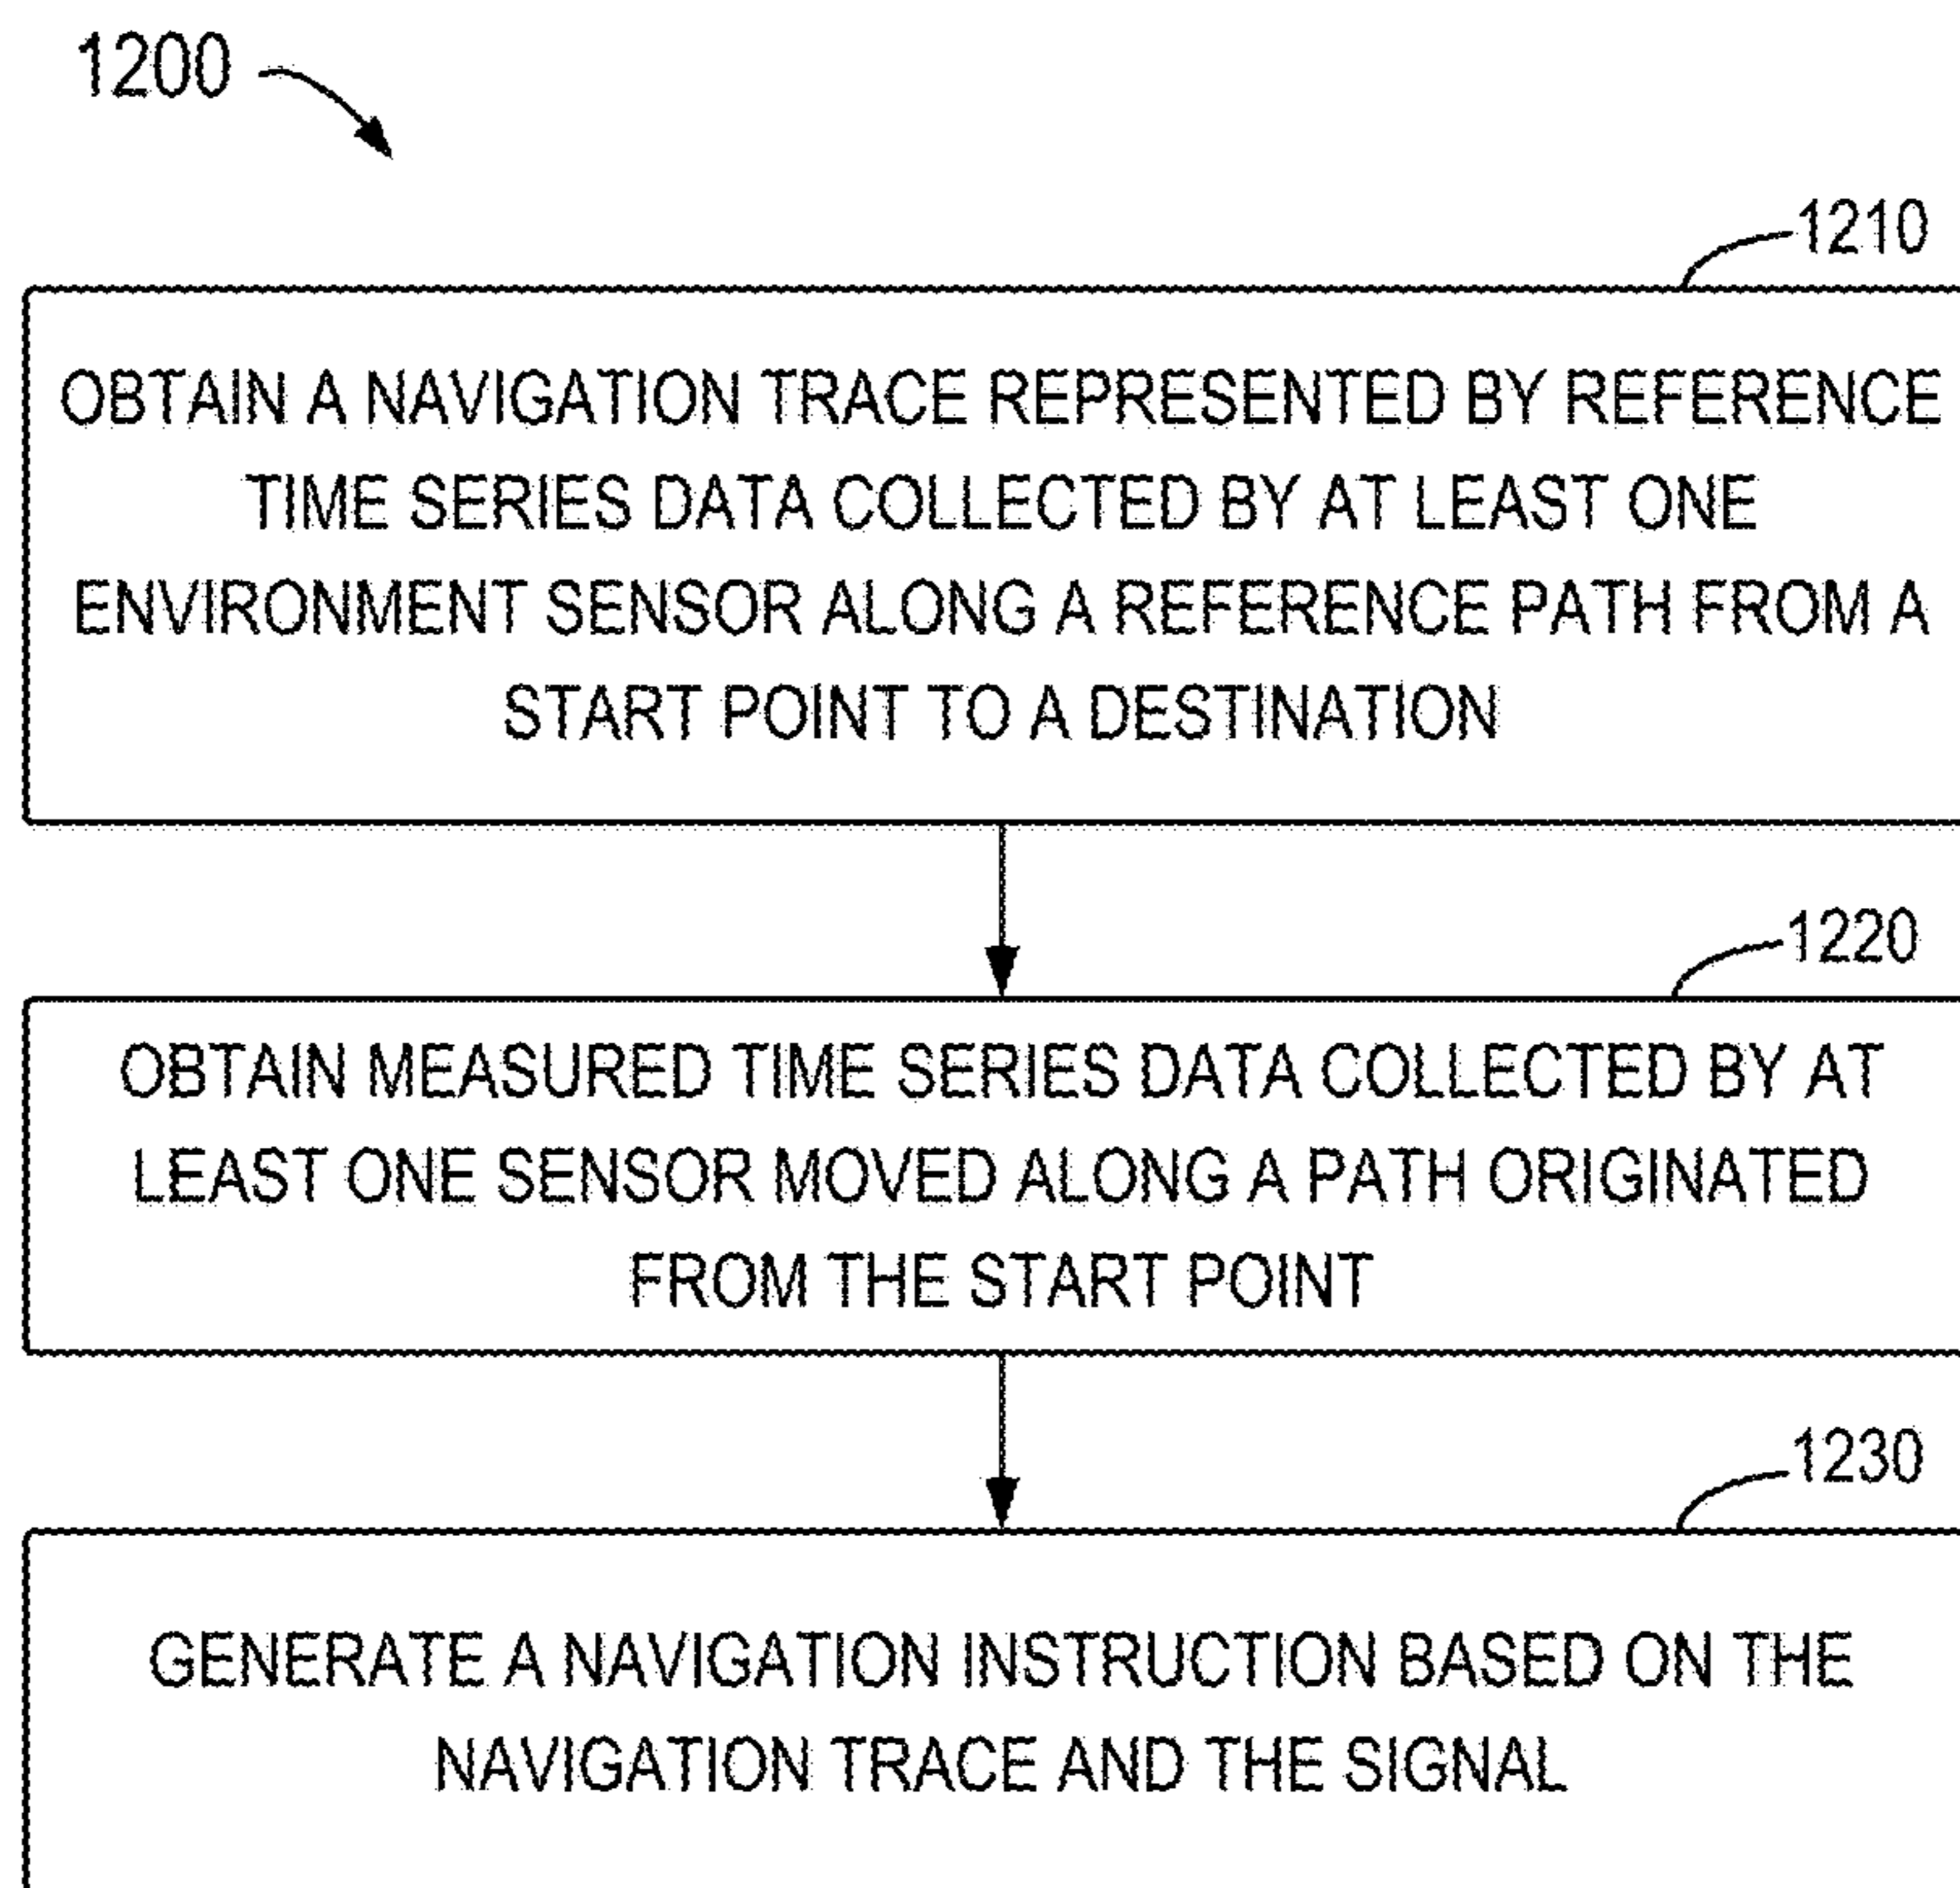 1200
1210
OBTAIN A NAVIGATION TRACE REPRESENTED BY REFERENCE
TIME SERIES DATA COLLECTED BY AT LEAST ONE
ENVIRONMENT SENSOR ALONG A REFERENCE PATH FROM A
START POINT TO A DESTINATION
1220
OBTAIN MEASURED TIME SERIES DATA COLLECTED BY AT
LEAST ONE SENSOR MOVED ALONG A PATH ORIGINATED
FROM THE START POINT
1230
GENERATE A NAVIGATION INSTRUCTION BASED ON THE
NAVIGATION TRACE AND THE SIGNAL